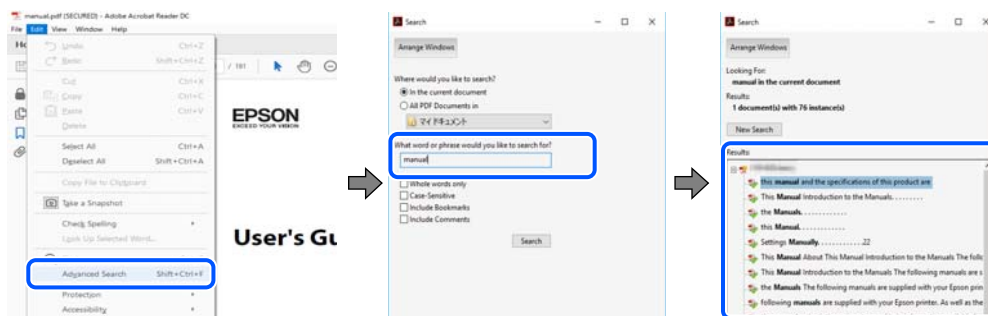 manual.pdf (SECURED) - Adobe Acrobat Reader DC
File Edit View Window Help
Undo Ctrl+Z
Redo Shift+Ctrl+Z
Cut Ctrl+X
Copy Ctrl+C
Paste Ctrl+V
Delete
Select All Ctrl+A
Deselect All Shift+Ctrl+A
Copy File to Clipboard
Take a Snapshot
Check Spelling
Look Up Selected Word...
Advanced Search Shift+Ctrl+F
Protection
Accessibility
/ 191
EPSON
EXCEED YOUR VISION
User's Gu
Search
Arrange Windows
Where would you like to search?
In the current document
All PDF Documents in
マイ ドキュメント
What word or phrase would you like to search for?
manual
Whole words only
Case-Sensitive
Include Bookmarks
Include Comments
Search
Search
Arrange Windows
Looking For:
manual in the current document
Results:
1 document(s) with 76 instance(s)
New Search
Results:
this manual and the specifications of this product are
This Manual Introduction to the Manuals. . . . . . . . .
the Manuals. . . . . . . . . . . . .
this Manual. . . . . . . . . . . . .
Settings Manually. . . . . . . . . . . . .22
This Manual About This Manual Introduction to the Manuals The follo
This Manual Introduction to the Manuals The following manuals are s
the Manuals The following manuals are supplied with your Epson prin
following manuals are supplied with your Epson printer. As well as the